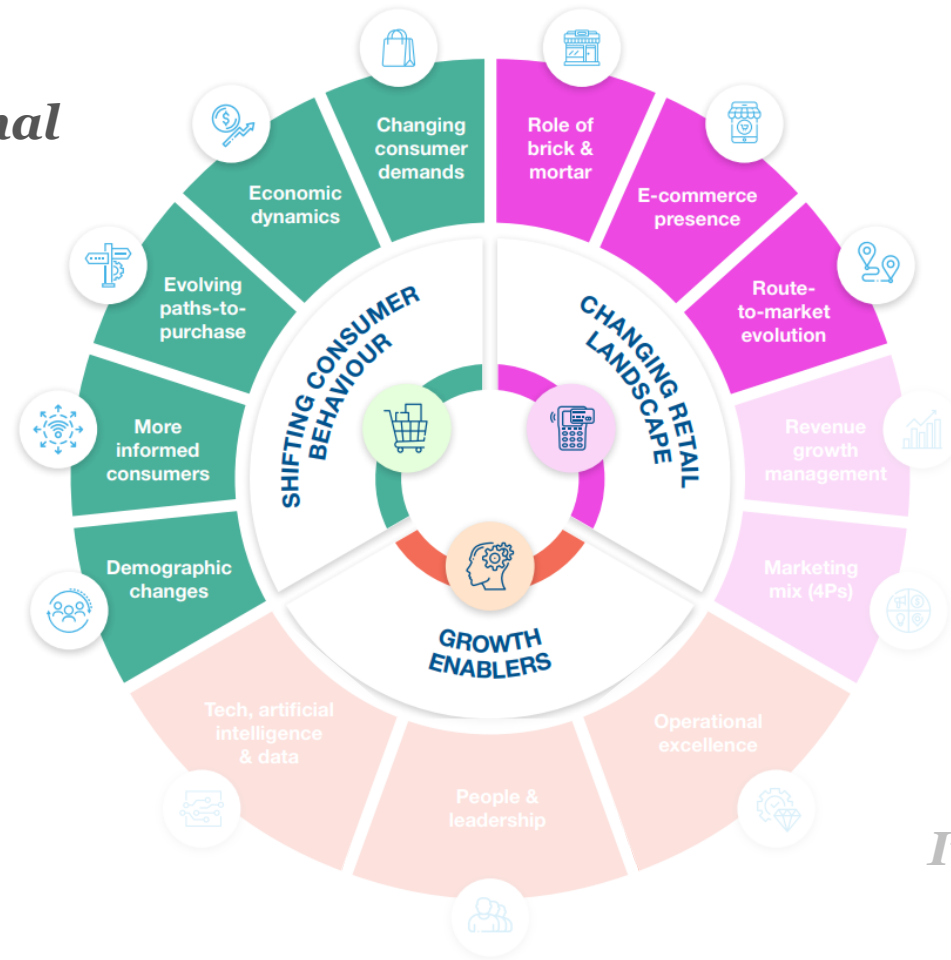 nal
Changing
consumer
demands
Role of
brick &
mortar
Economic
dynamics
E-commerce
presence
Evolving
paths-to-
purchase
Route-
to-market
evolution
SHIFTING CONSUMER
BEHAVIOUR
CHANGING RETAIL
LANDSCAPE
More
informed
consumers
Revenue
growth
management
Demographic
changes
Marketing
mix (4Ps)
GROWTH
ENABLERS
Tech, artificial
intelligence
& data
Operational
excellence
People &
leadership
I